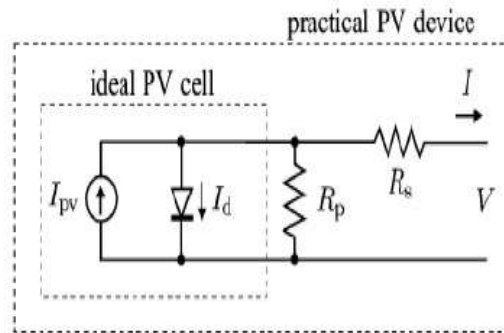 practical PV device
ideal PV cell
I
I_pv
I_d
R_p
R_s
V